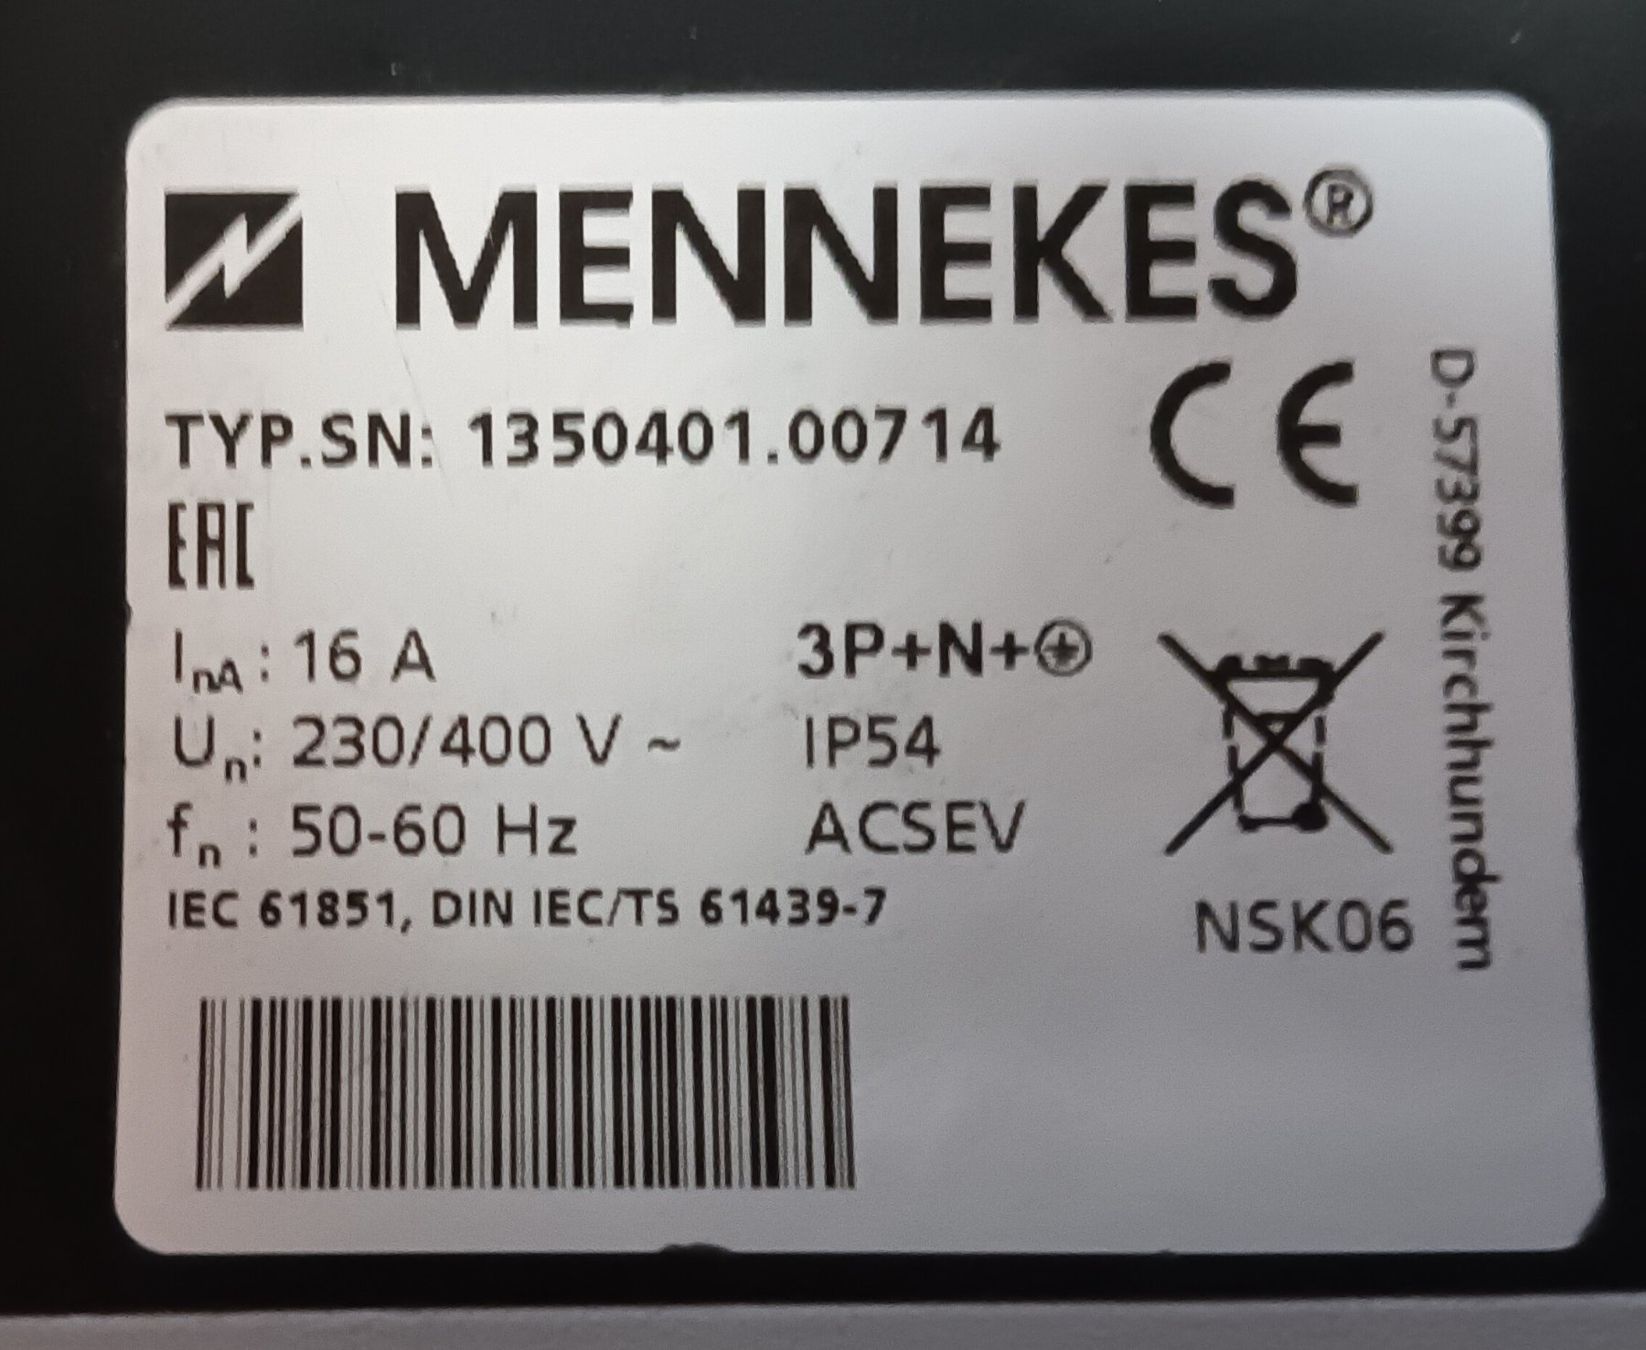 MENNEKES®
TYP.SN: 1350401.00714
CE
EAC
InA: 16 A 3P+N+⏚
Un: 230/400 V ~ IP54
fn: 50-60 Hz ACSEV
IEC 61851, DIN IEC/TS 61439-7
NSK06
D-57399 Kirchhundem